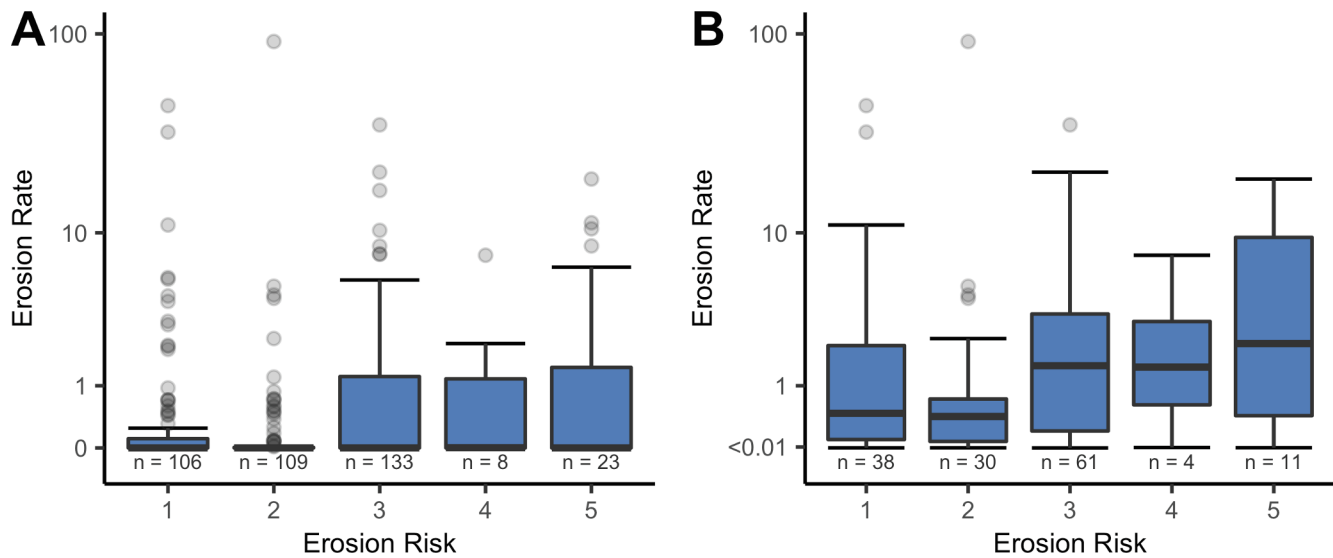 A
Erosion Rate
100
10
1
0
n = 106
n = 109
n = 133
n = 8
n = 23
1
2
3
4
5
Erosion Risk
B
Erosion Rate
100
10
1
<0.01
n = 38
n = 30
n = 61
n = 4
n = 11
1
2
3
4
5
Erosion Risk